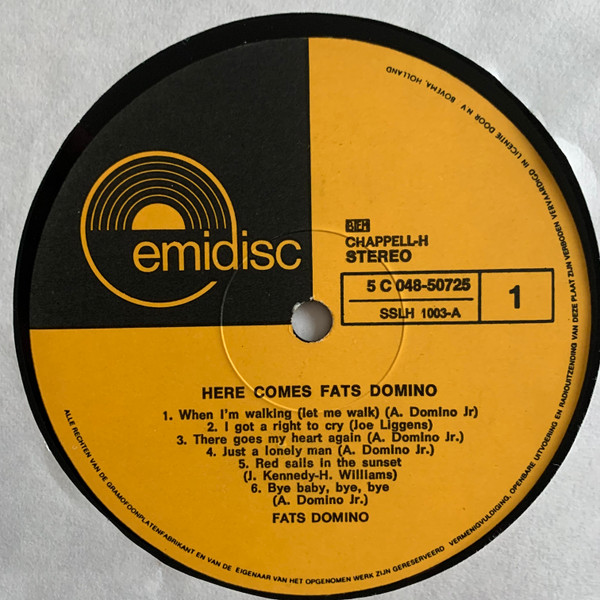 emidisc
BIEM
CHAPPELL-H
STEREO
5 C 048-50725
SSLH 1003-A
1
HERE COMES FATS DOMINO
1. When I'm walking (let me walk) (A. Domino Jr)
2. I got a right to cry (Joe Liggens)
3. There goes my heart again (A. Domino Jr.)
4. Just a lonely man (A. Domino Jr.)
5. Red sails in the sunset
(J. Kennedy-H. Williams)
6. Bye baby, bye, bye
(A. Domino Jr.)
FATS DOMINO
ALLE RECHTEN VAN DE GRAMOFOONPLATENFABRIKANT EN VAN DE EIGENAAR VAN HET OPGENOMEN WERK ZIJN GERESERVEERD VERMENIGVULDIGING, OPENBARE UITVOERING EN RADIOUITZENDING VAN DEZE PLAAT ZIJN VERBODEN VERVAARDIGD IN LICENTIE DOOR N.V. BOVEMA, HOLLAND